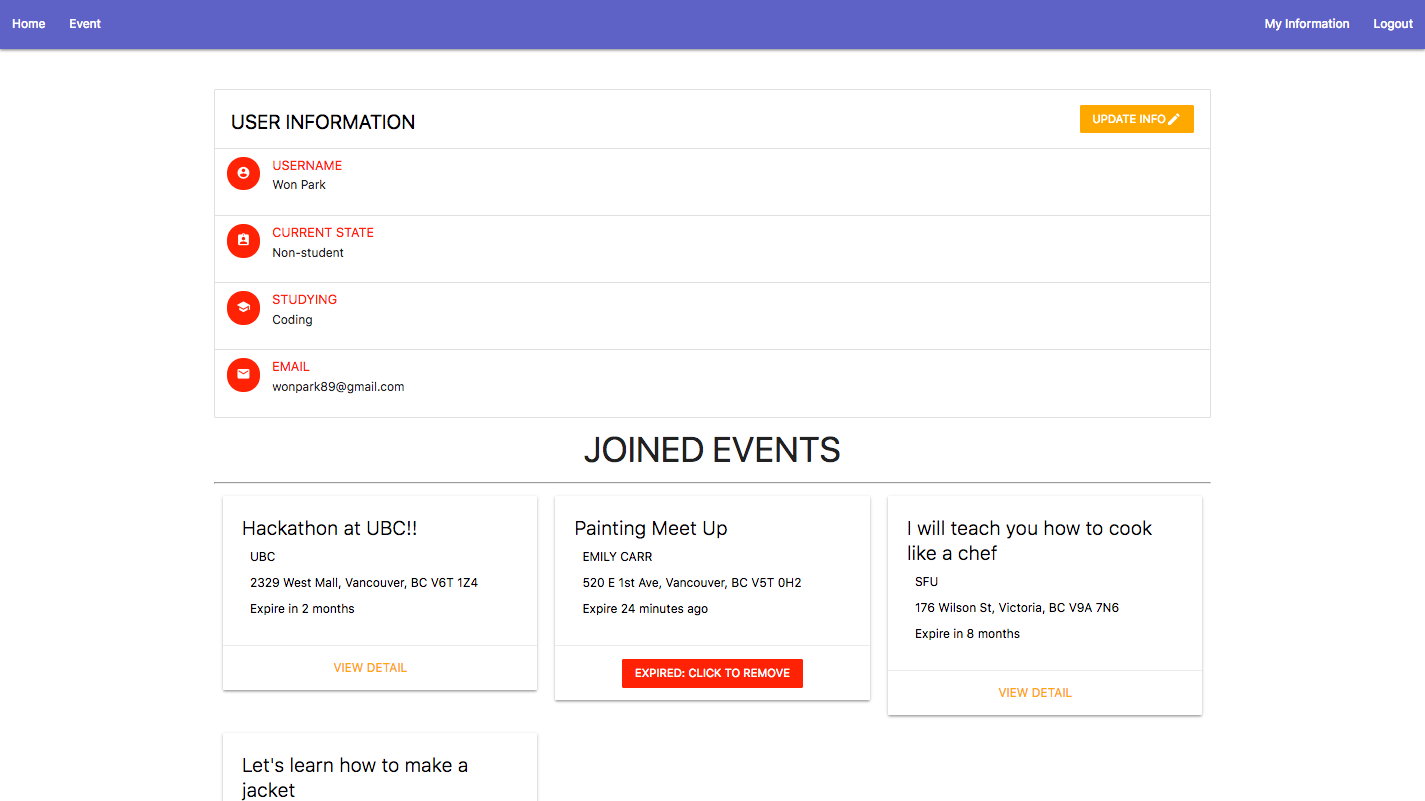 Home Event My Information Logout
USER INFORMATION
UPDATE INFO
USERNAME
Won Park
CURRENT STATE
Non-student
STUDYING
Coding
EMAIL
wonpark89@gmail.com
JOINED EVENTS
Hackathon at UBC!!
UBC
2329 West Mall, Vancouver, BC V6T 1Z4
Expire in 2 months
VIEW DETAIL
Painting Meet Up
EMILY CARR
520 E 1st Ave, Vancouver, BC V5T 0H2
Expire 24 minutes ago
EXPIRED: CLICK TO REMOVE
I will teach you how to cook
like a chef
SFU
176 Wilson St, Victoria, BC V9A 7N6
Expire in 8 months
VIEW DETAIL
Let's learn how to make a
jacket